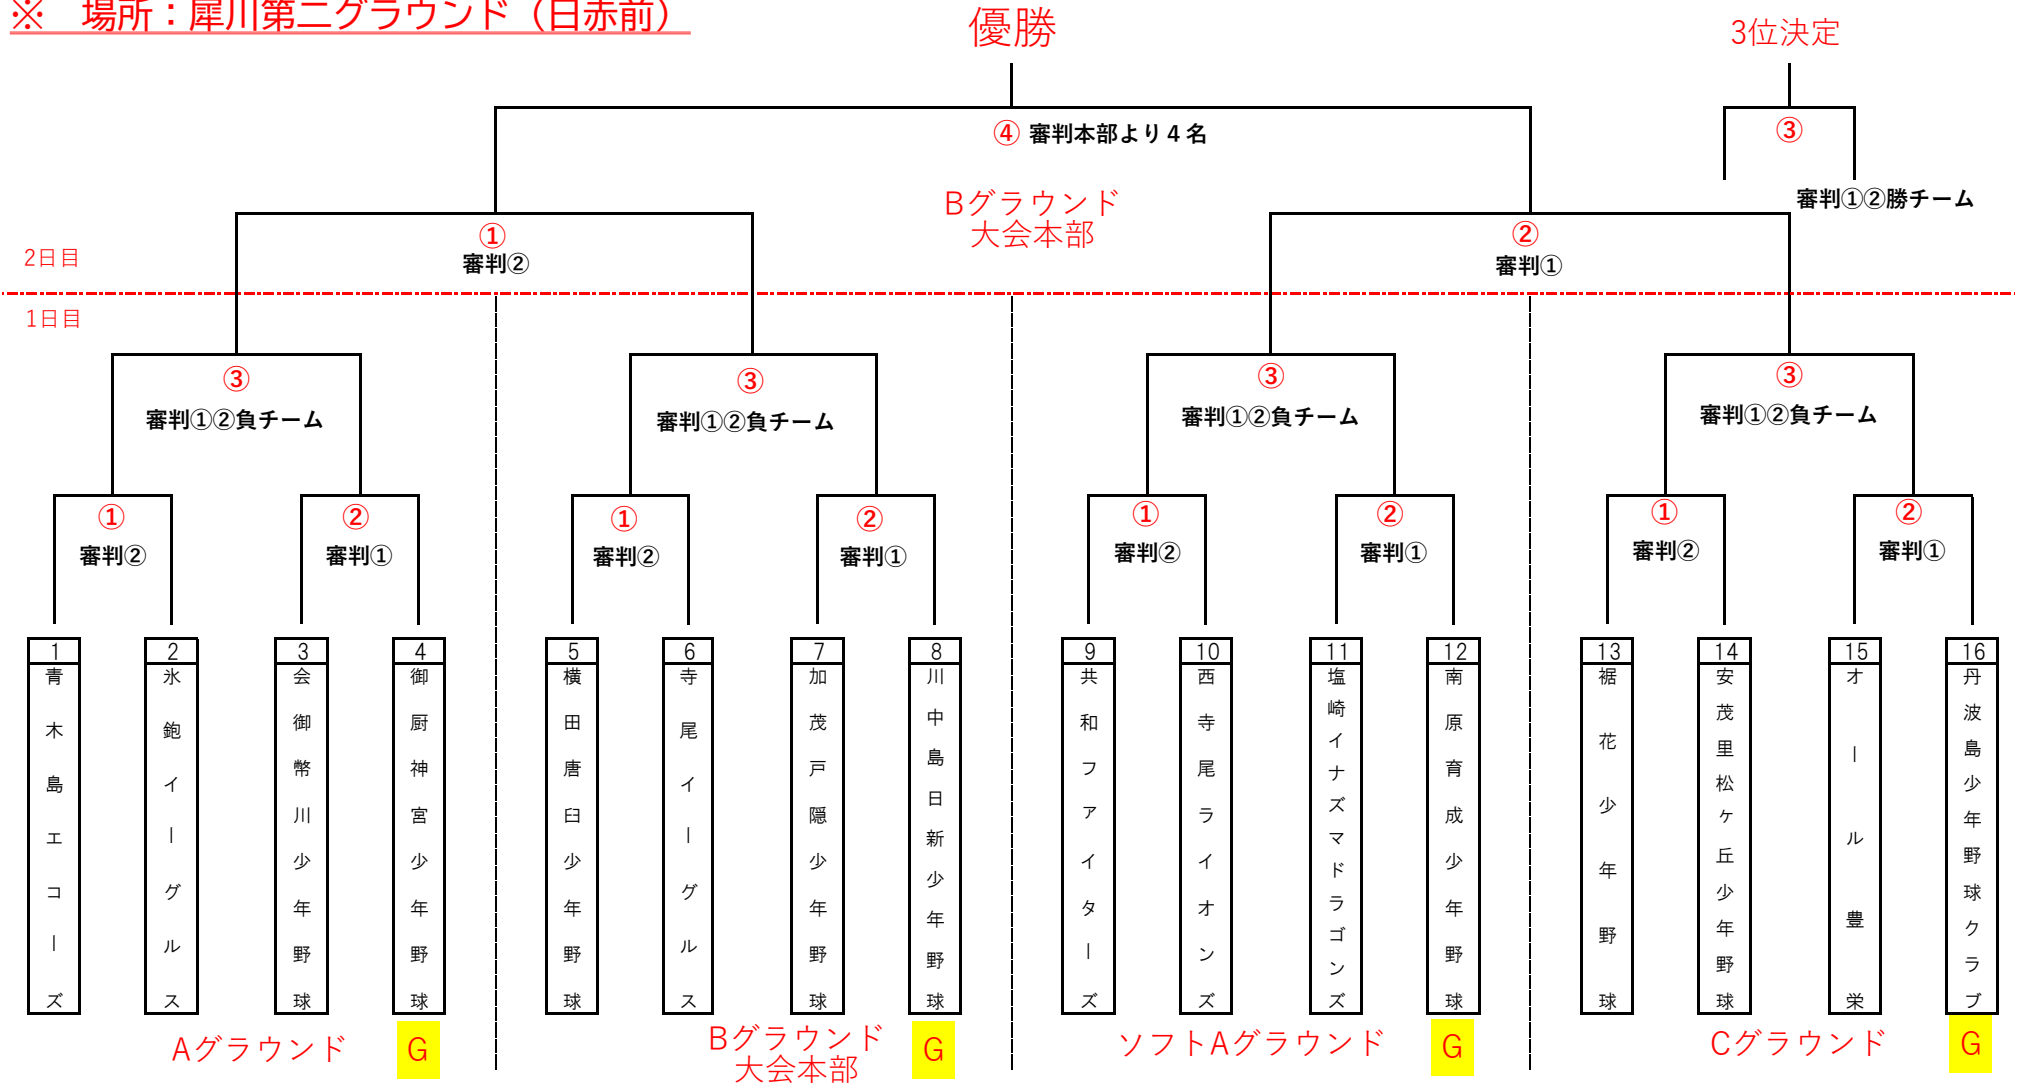 ※　場所：犀川第二グラウンド（日赤前）
優勝
3位決定
④ 審判本部より４名
③
審判①②勝チーム
Bグラウンド
大会本部
①
審判②
②
審判①
2日目
1日目
③
審判①②負チーム
③
審判①②負チーム
③
審判①②負チーム
③
審判①②負チーム
①
審判②
②
審判①
①
審判②
②
審判①
①
審判②
②
審判①
①
審判②
②
審判①
1
青木島エコーズ
2
氷鉋イーグルス
3
会御幣川少年野球
4
御厨神宮少年野球
5
横田唐臼少年野球
6
寺尾イーグルス
7
加茂戸隠少年野球
8
川中島日新少年野球
9
共和ファイターズ
10
西寺尾ライオンズ
11
塩崎イナズマドラゴンズ
12
南原育成少年野球
13
裾花少年野球
14
安茂里松ヶ丘少年野球
15
オール豊栄
16
丹波島少年野球クラブ
Aグラウンド
G
Bグラウンド
大会本部
G
ソフトAグラウンド
G
Cグラウンド
G